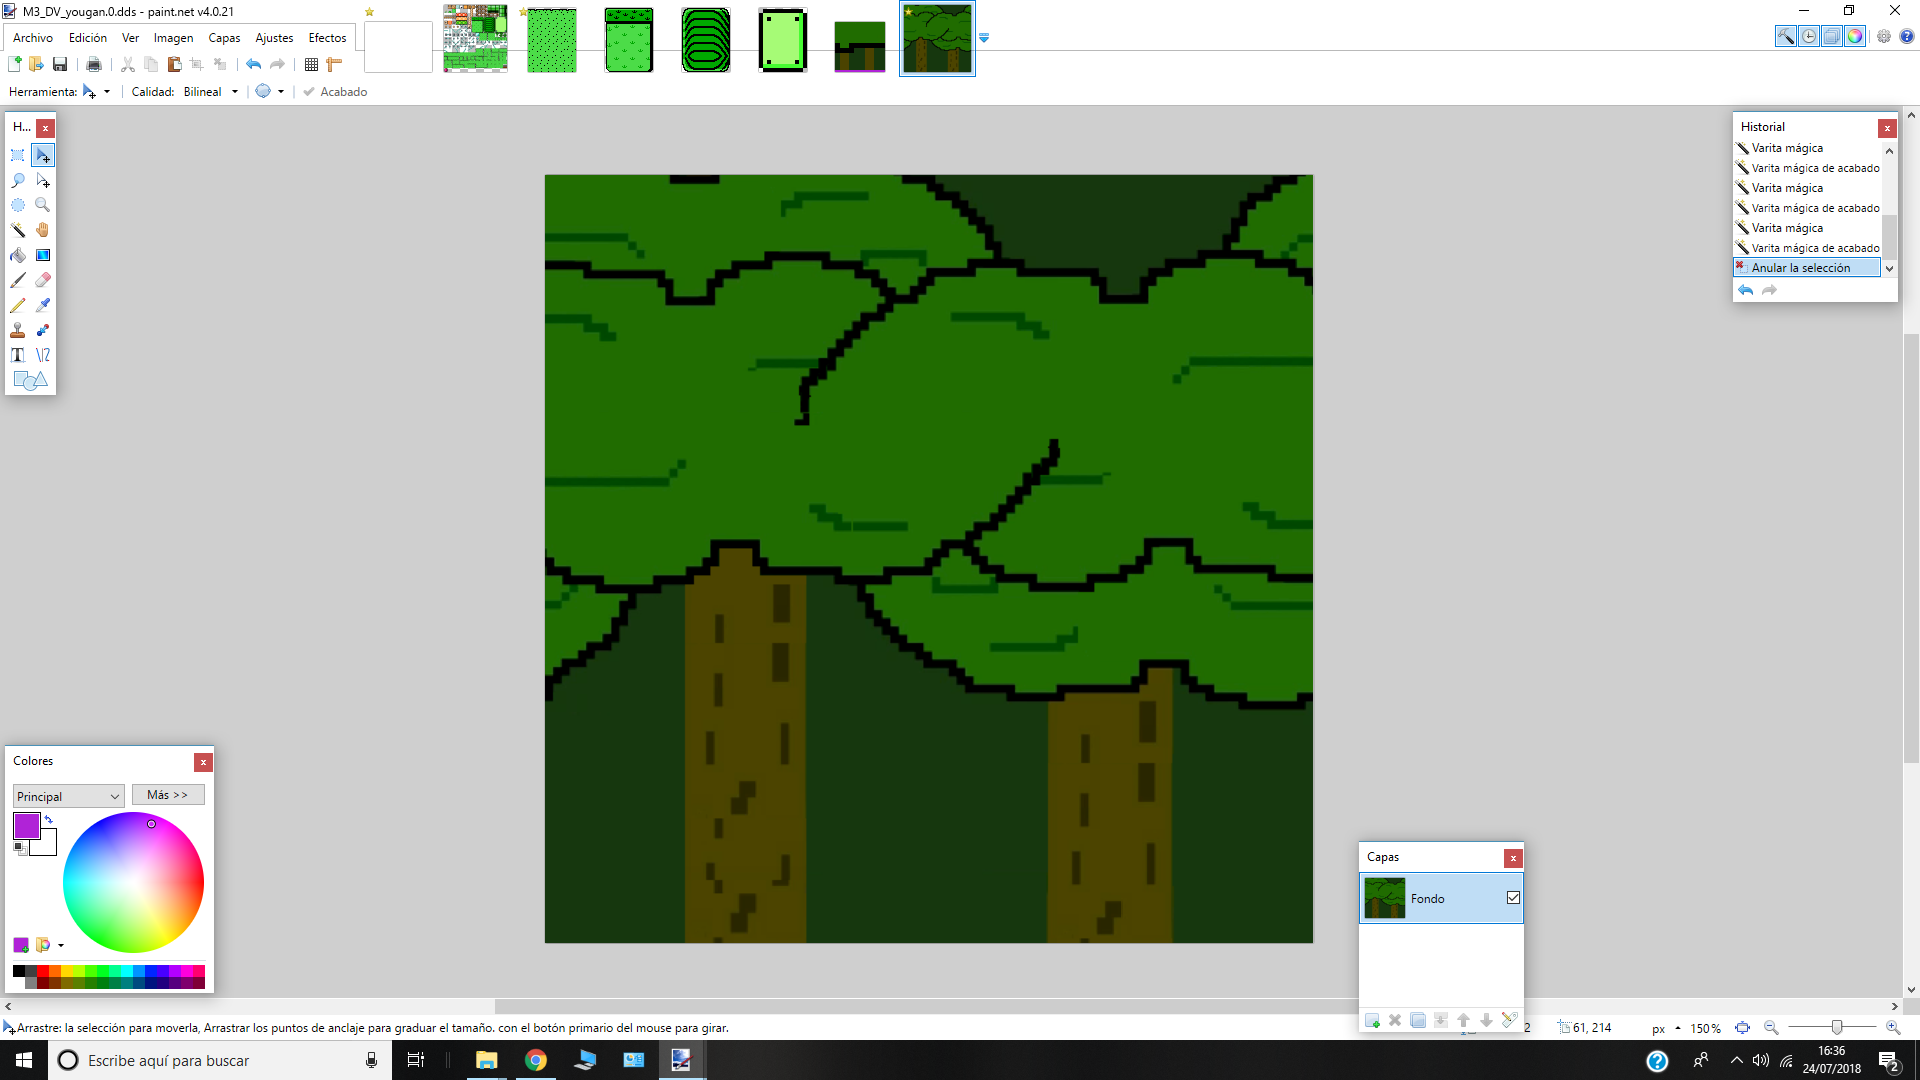 M3_DV_yougan.0.dds - paint.net v4.0.21
Archivo Edición Ver Imagen Capas Ajustes Efectos
Herramienta: Calidad: Bilineal Acabado
H...
Historial
Varita mágica
Varita mágica de acabado
Varita mágica
Varita mágica de acabado
Varita mágica
Varita mágica de acabado
Anular la selección
Colores
Principal
Más >>
Capas
Fondo
Arrastre: la selección para moverla, Arrastrar los puntos de anclaje para graduar el tamaño. con el botón primario del mouse para girar.
2 61, 214 px 150%
Escribe aquí para buscar
16:36
24/07/2018
2